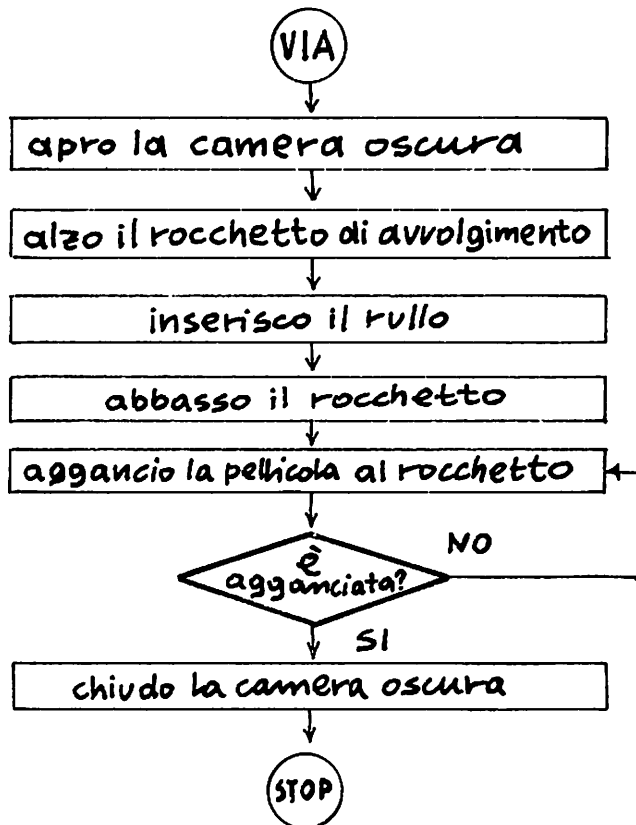 VIA
apro la camera oscura
alzo il rocchetto di avvolgimento
inserisco il rullo
abbasso il rocchetto
aggancio la pellicola al rocchetto
è
agganciata?
NO
SI
chiudo la camera oscura
STOP